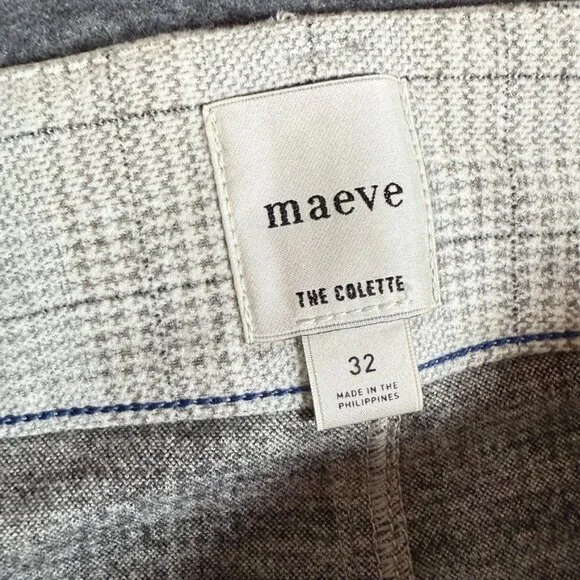 maeve
THE COLETTE
32
MADE IN THE
PHILIPPINES